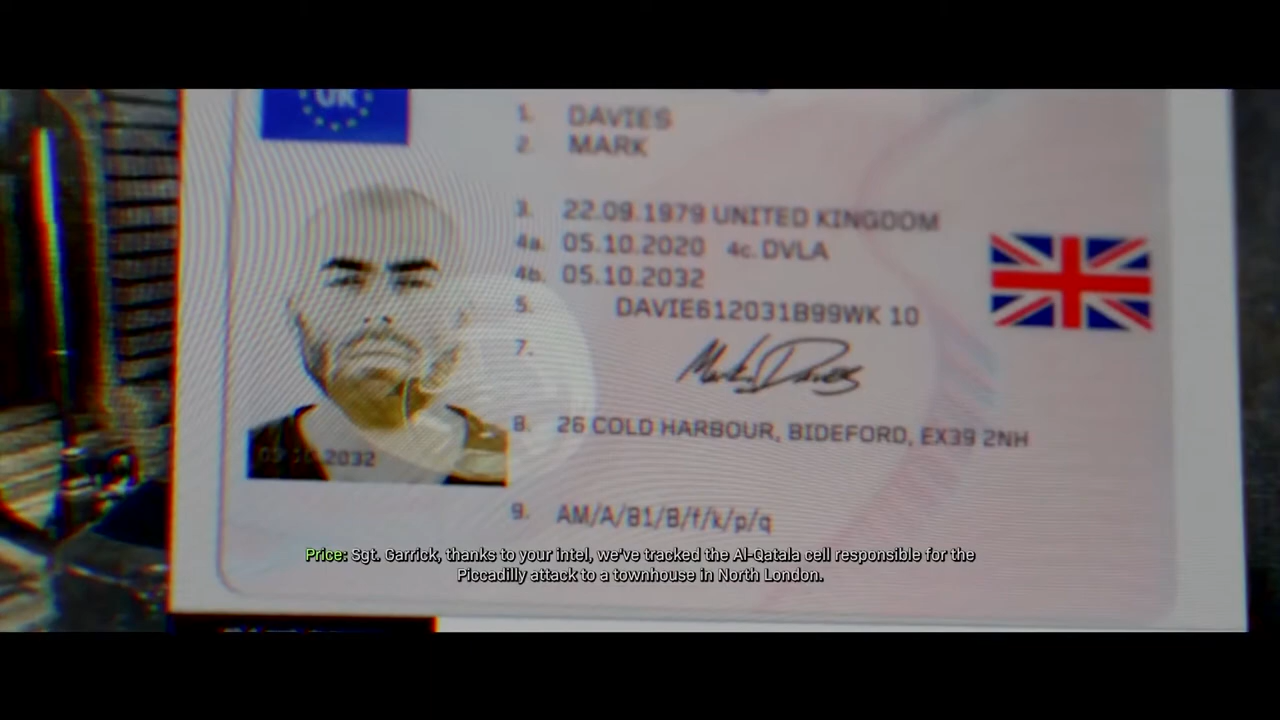 UK
1. DAVIES
2. MARK
3. 22.09.1979 UNITED KINGDOM
4a. 05.10.2020 4c. DVLA
4b. 05.10.2032
5. DAVIE612031B99WK 10
7. Mark Davies
8. 26 COLD HARBOUR, BIDEFORD, EX39 2NH
2032
9. AM/A/B1/B/f/k/p/q
Price: Sgt. Garrick, thanks to your intel, we've tracked the Al-Qatala cell responsible for the
Piccadilly attack to a townhouse in North London.